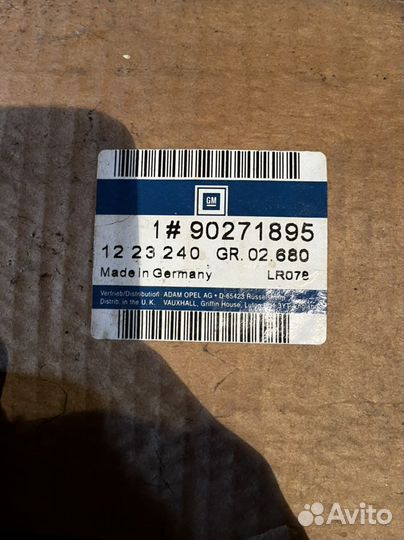 GM
1# 90271895
12 23 240 GR. 02.680
Made in Germany LR078
Vertrieb/Distribution: ADAM OPEL AG • D-65423 Rüsselsheim
Distrib. in the U. K. VAUXHALL, Griffin House, Luton
Avito